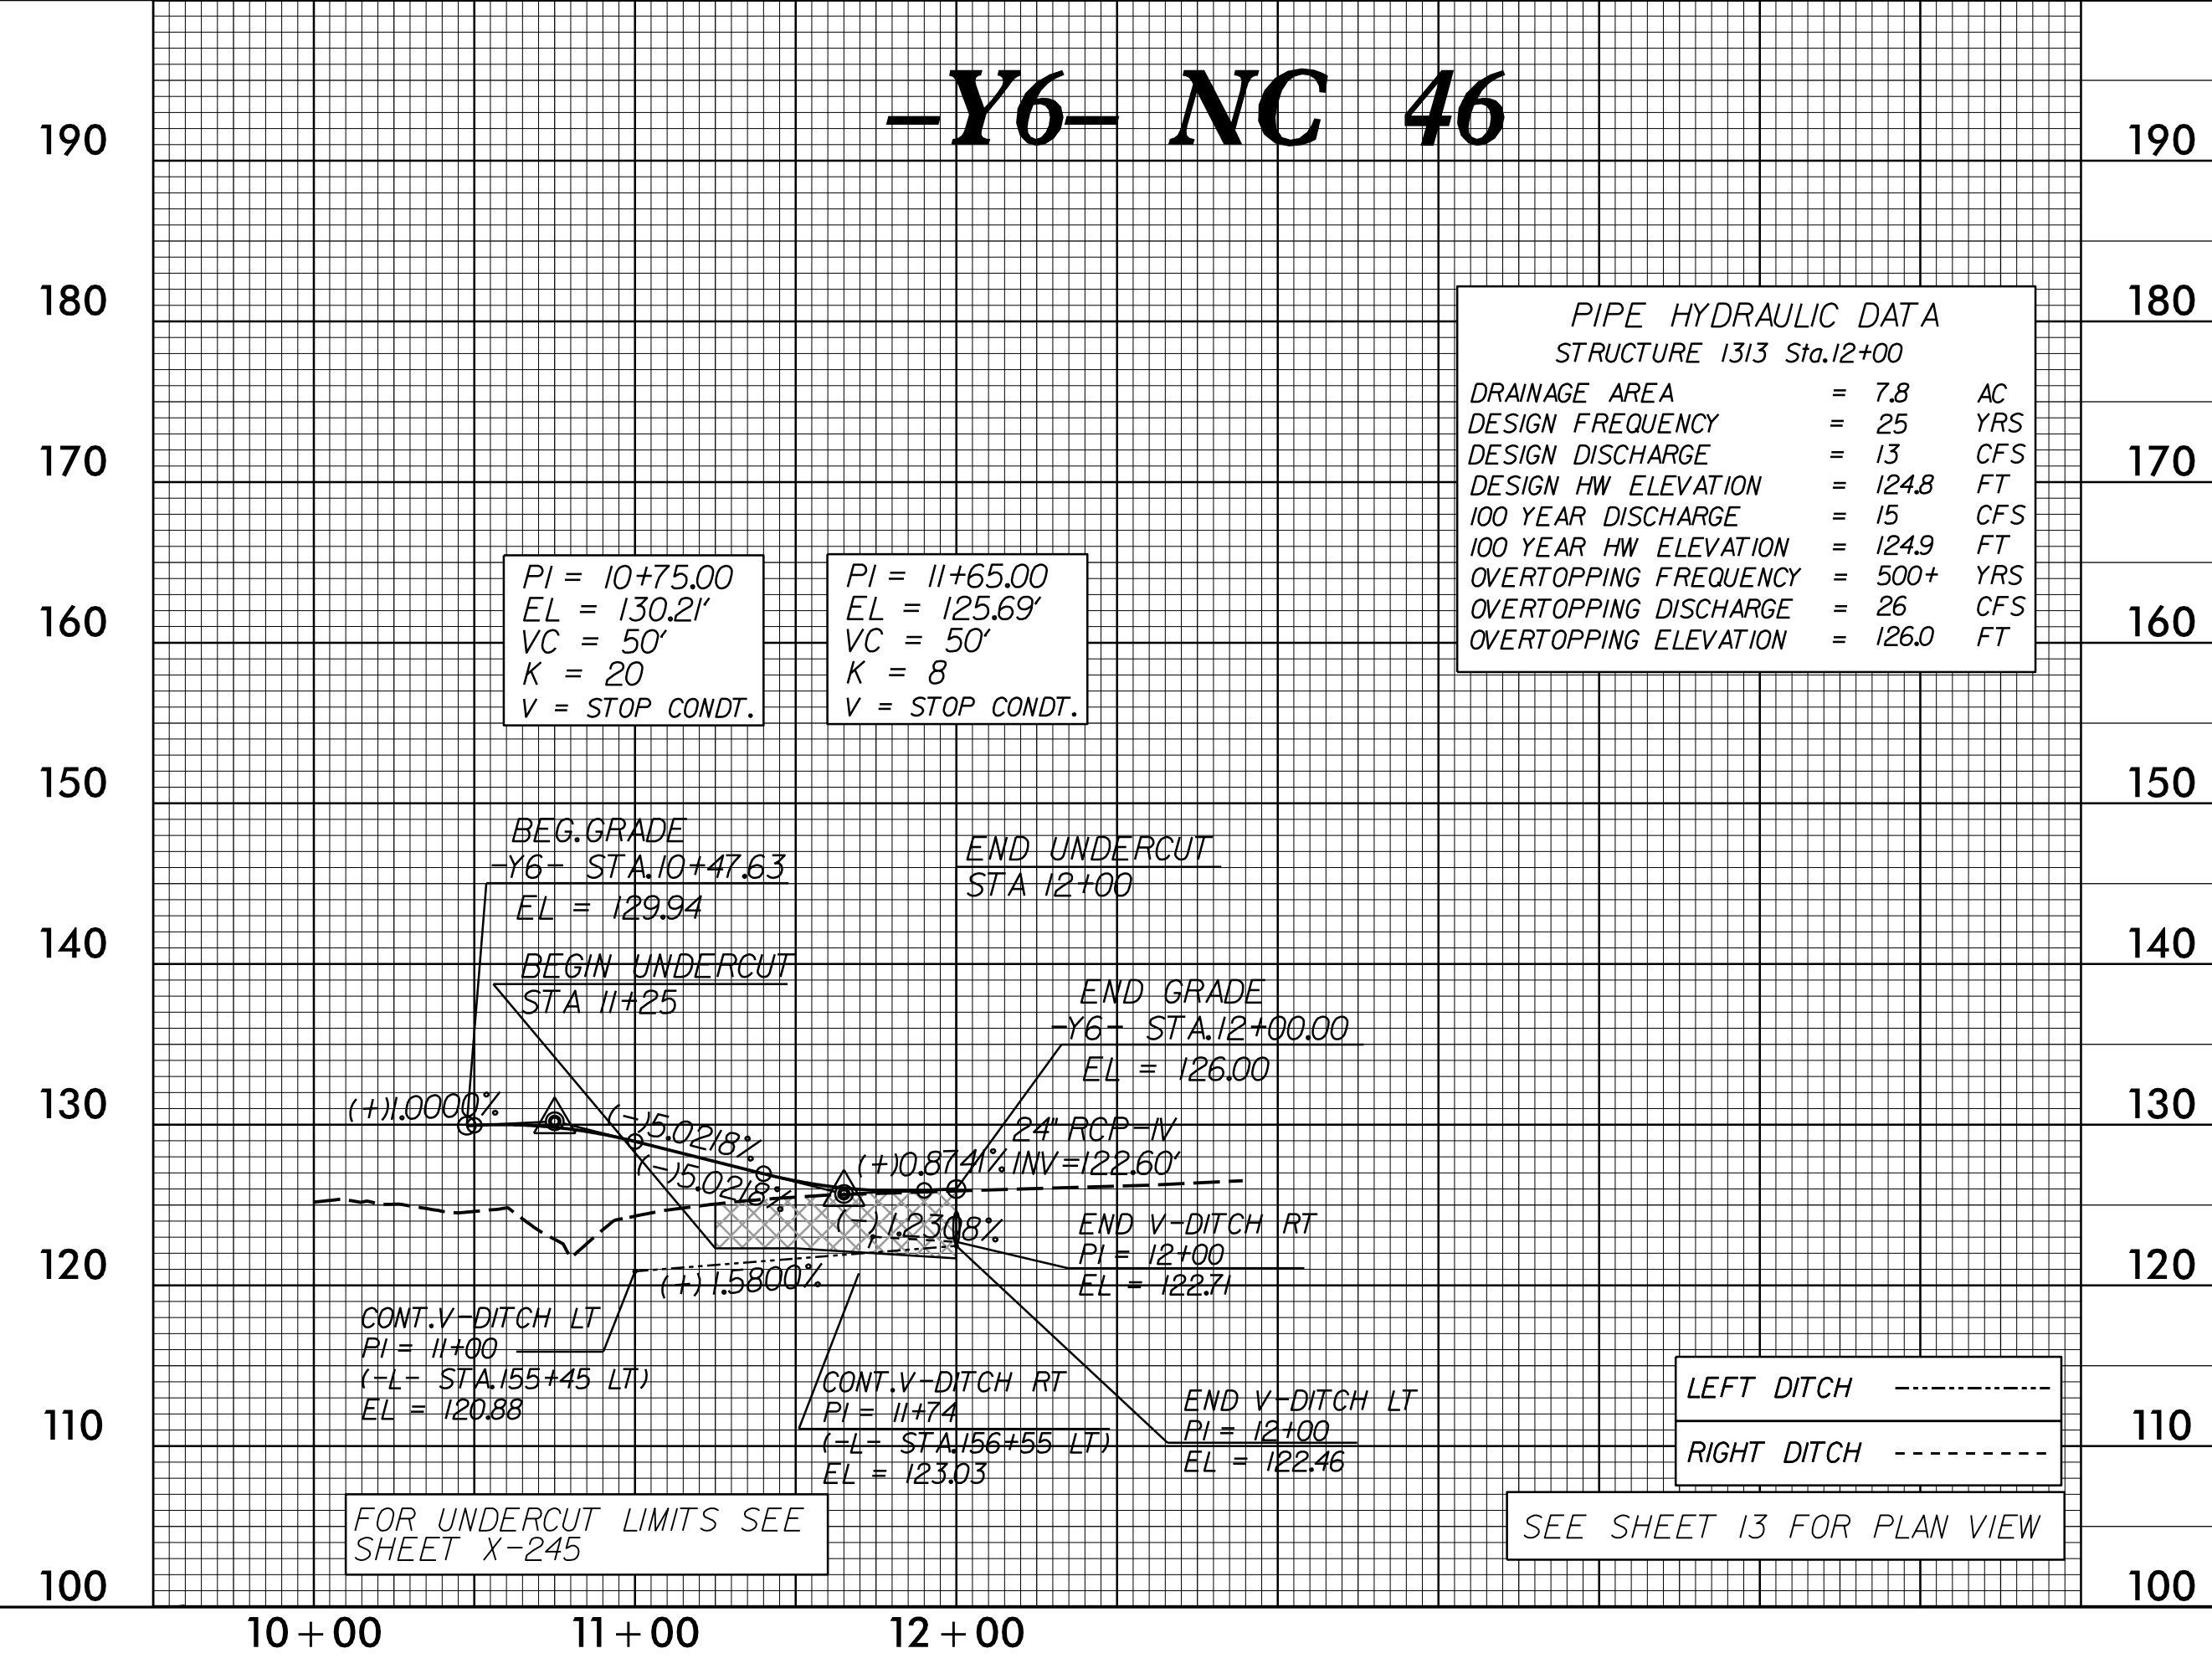 -Y6- NC 46
190 190
180 180
170 170
160 160
150 150
140 140
130 130
120 120
110 110
100 100
PIPE HYDRAULIC DATA
STRUCTURE 1313 Sta. 12+00
DRAINAGE AREA = 7.8 AC
DESIGN FREQUENCY = 25 YRS
DESIGN DISCHARGE = 13 CFS
DESIGN HW ELEVATION = 124.8 FT
100 YEAR DISCHARGE = 15 CFS
100 YEAR HW ELEVATION = 124.9 FT
OVERTOPPING FREQUENCY = 500+ YRS
OVERTOPPING DISCHARGE = 26 CFS
OVERTOPPING ELEVATION = 126.0 FT
PI = 10+75.00
EL = 130.21'
VC = 50'
K = 20
V = STOP CONDT.
PI = 11+65.00
EL = 125.69'
VC = 50'
K = 8
V = STOP CONDT.
BEG. GRADE
-Y6- STA. 10+47.63
EL = 129.94
END UNDERCUT
STA 12+00
BEGIN UNDERCUT
STA 11+25
END GRADE
-Y6- STA. 12+00.00
EL = 126.00
(+)1.0000%
(-)5.0218%
(-)5.0218%
(+)0.8741%
24" RCP-IV
INV=122.60'
(-)1.2308%
(+)1.5800%
END V-DITCH RT
PI = 12+00
EL = 122.71
CONT. V-DITCH LT
PI = 11+00
(-L- STA. 155+45 LT)
EL = 120.88
CONT. V-DITCH RT
PI = 11+74
(-L- STA. 156+55 LT)
EL = 123.03
END V-DITCH LT
PI = 12+00
EL = 122.46
LEFT DITCH
RIGHT DITCH
FOR UNDERCUT LIMITS SEE
SHEET X-245
SEE SHEET 13 FOR PLAN VIEW
10+00 11+00 12+00